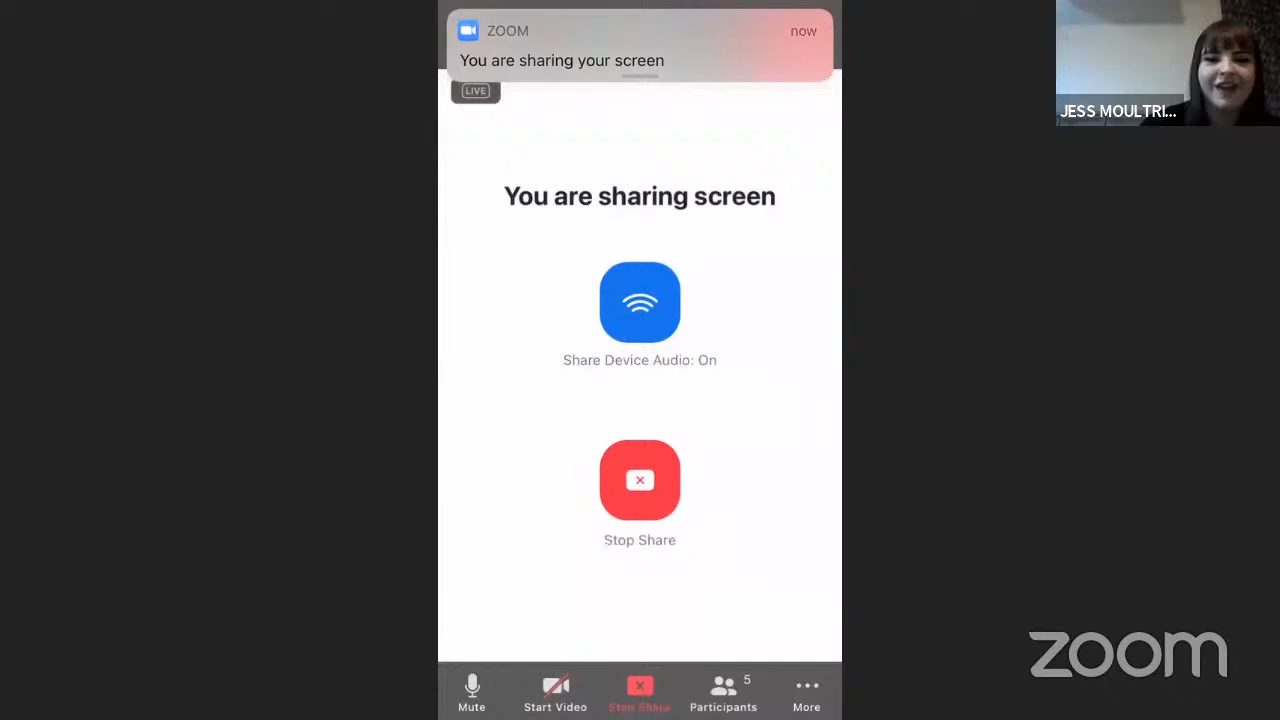 ZOOM
now
You are sharing your screen
LIVE
JESS MOULTRI...
You are sharing screen
Share Device Audio: On
Stop Share
zoom
5
Mute
Start Video
Stop Share
Participants
More